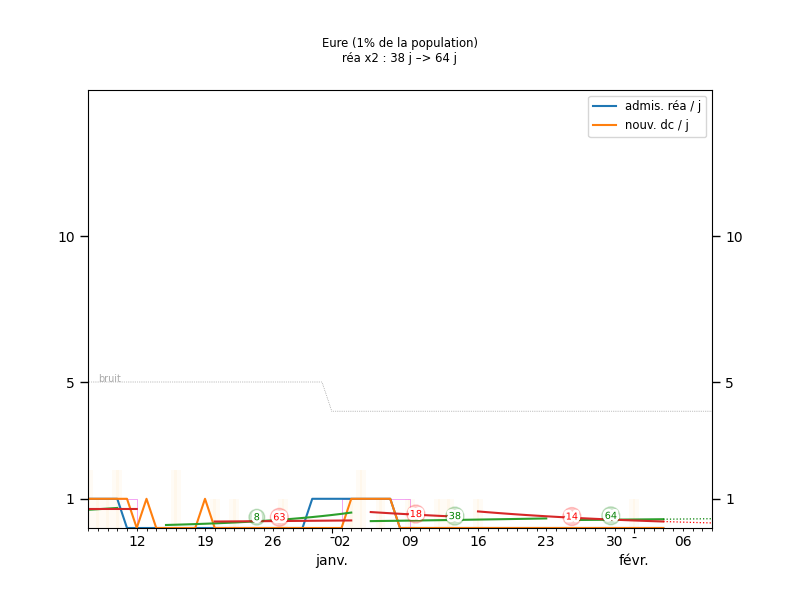 Eure (1% de la population)
réa x2 : 38 j –> 64 j
admis. réa / j
nouv. dc / j
10 10
bruit
5 5
1 1
8 63 18 38 14 64
12 19 26 02 09 16 23 30 06
janv. févr.